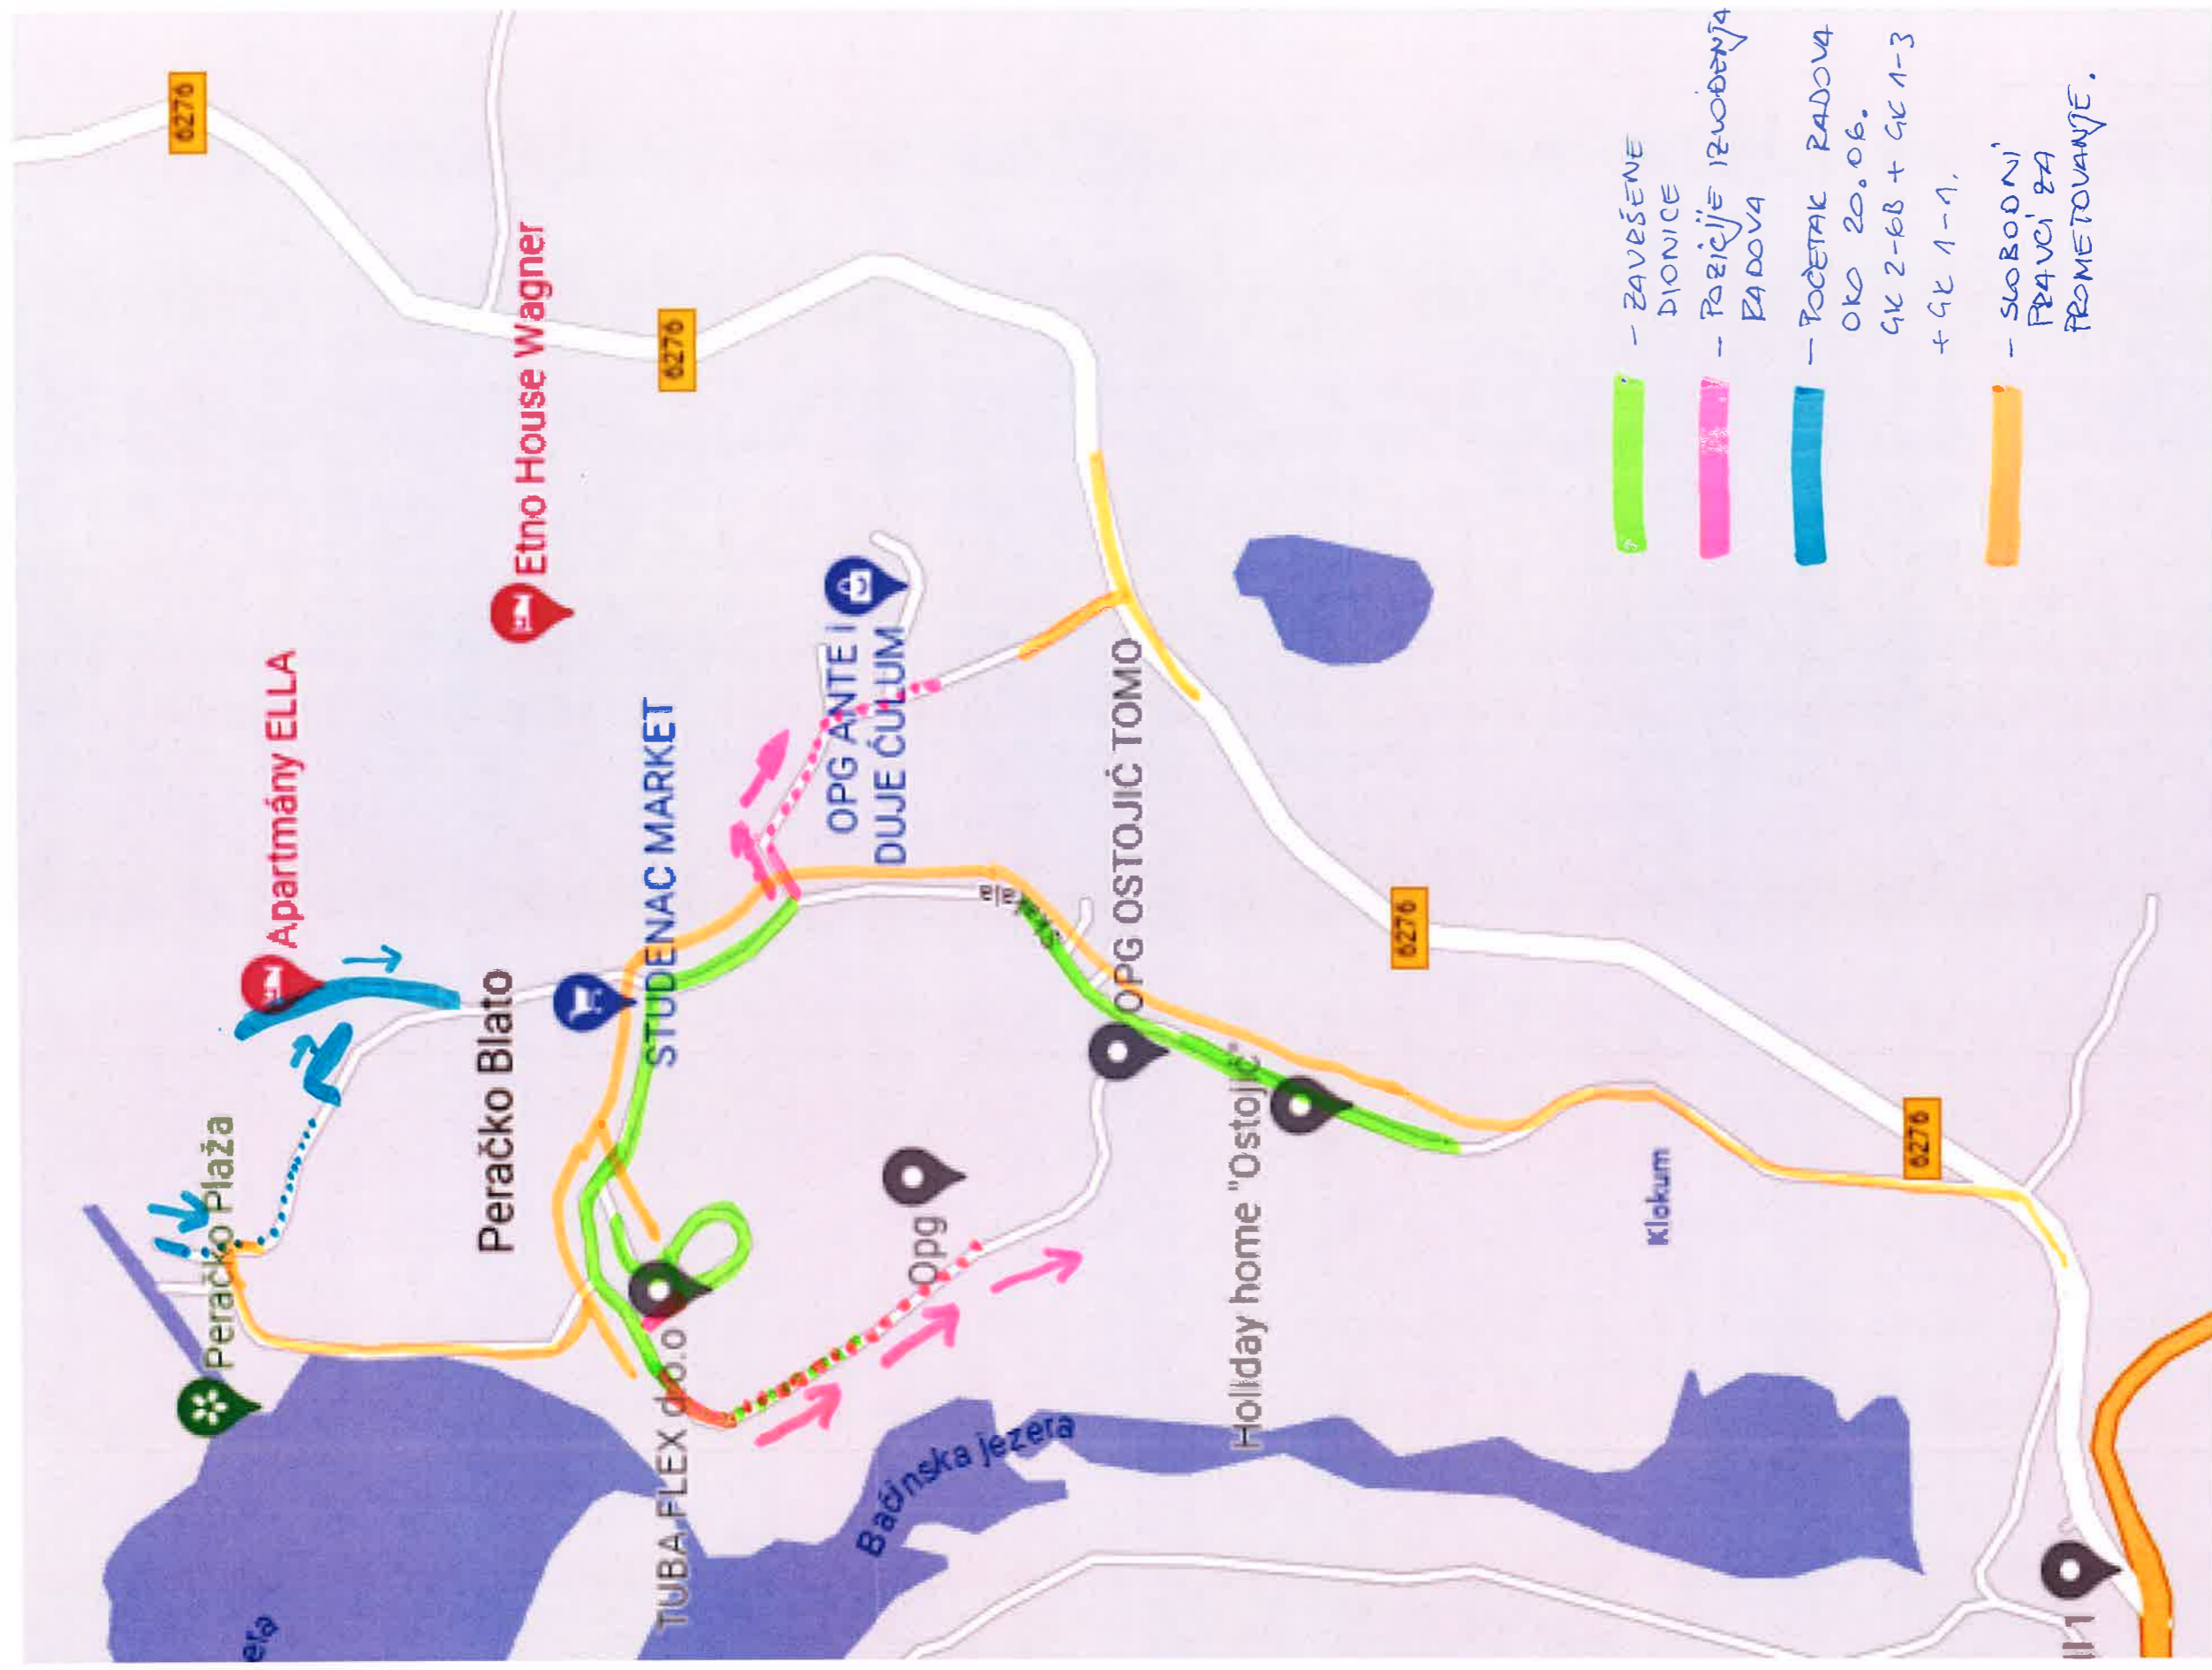 6276
Etno House Wagner
6276
Apartmány ELLA
Peračko Plaža
Peračko Blato
STUDENAC MARKET
OPG ANTE I
DUJE ĆULUM
TUBA FLEX d.o.o
Opg
Baćinska jezera
OPG OSTOJIĆ TOMO
Holiday home "Ostojić"
6276
Klokum
6276
- ZAVRŠENE
DIONICE
- POZICIJE IZVOĐENJA
RADOVA
- POČETAK RADOVA
OKO 20.06.
GK 2-6B + GK 1-3
+ GK 1-1.
- SLOBODNI
PRAVCI ZA
PROMETOVANJE.